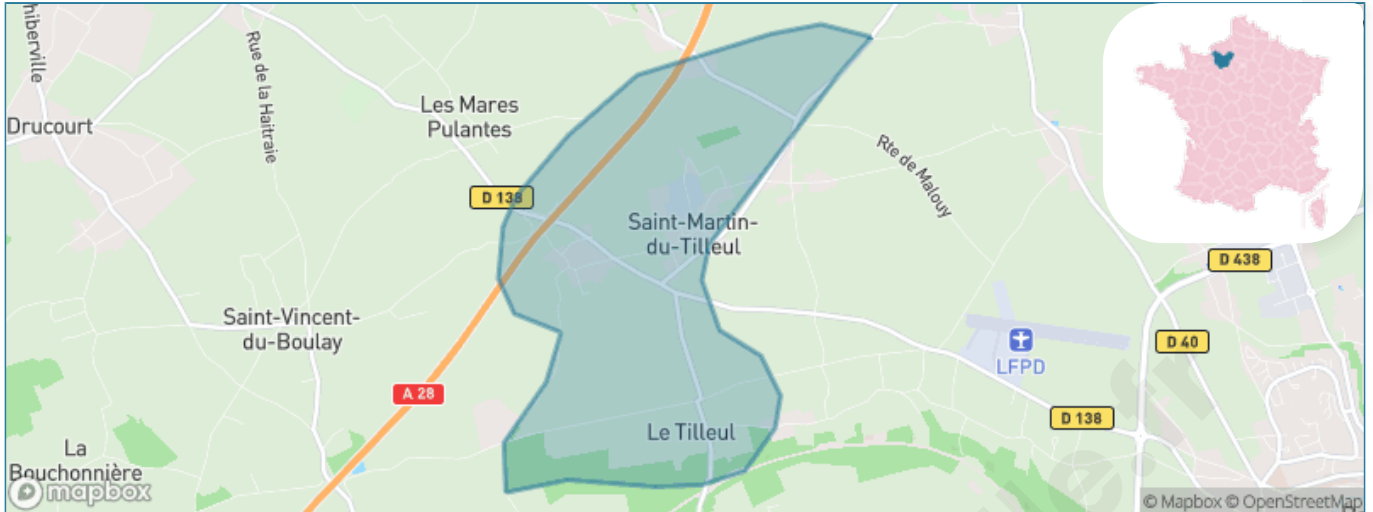 hiberville
Rue de la Haitraie
Drucourt
Les Mares
Pulantes
D 138
Rte de Malouy
Saint-Martin-
du-Tilleul
D 438
Saint-Vincent-
du-Boulay
LFPD
D 40
A 28
D 138
Le Tilleul
La
Bouchonnière
mapbox
© Mapbox © OpenStreetMap